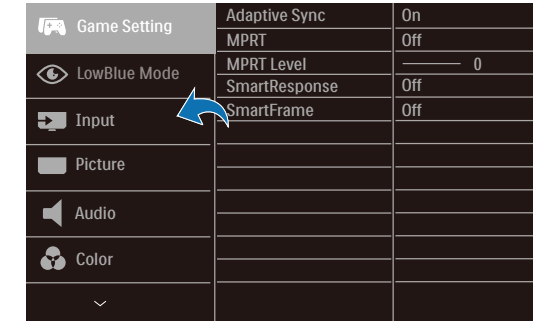 Game Setting
LowBlue Mode
Input
Picture
Audio
Color
Adaptive Sync On
MPRT Off
MPRT Level 0
SmartResponse Off
SmartFrame Off